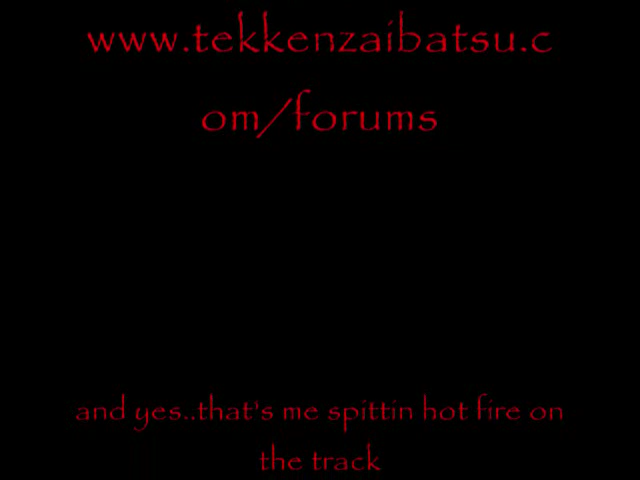 www.tekkenzaibatsu.c
om/forums
and yes..that's me spittin hot fire on
the track